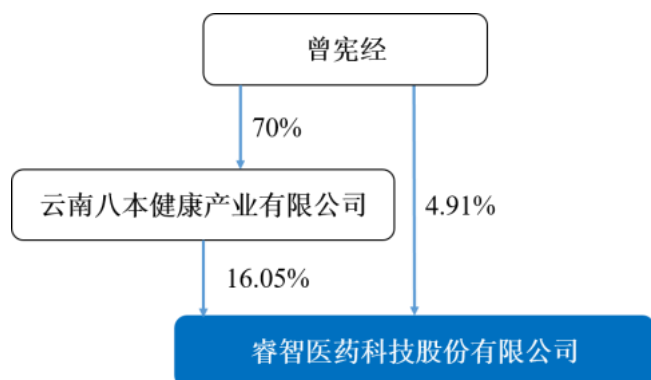 曾宪经
70%
云南八本健康产业有限公司
4.91%
16.05%
睿智医药科技股份有限公司